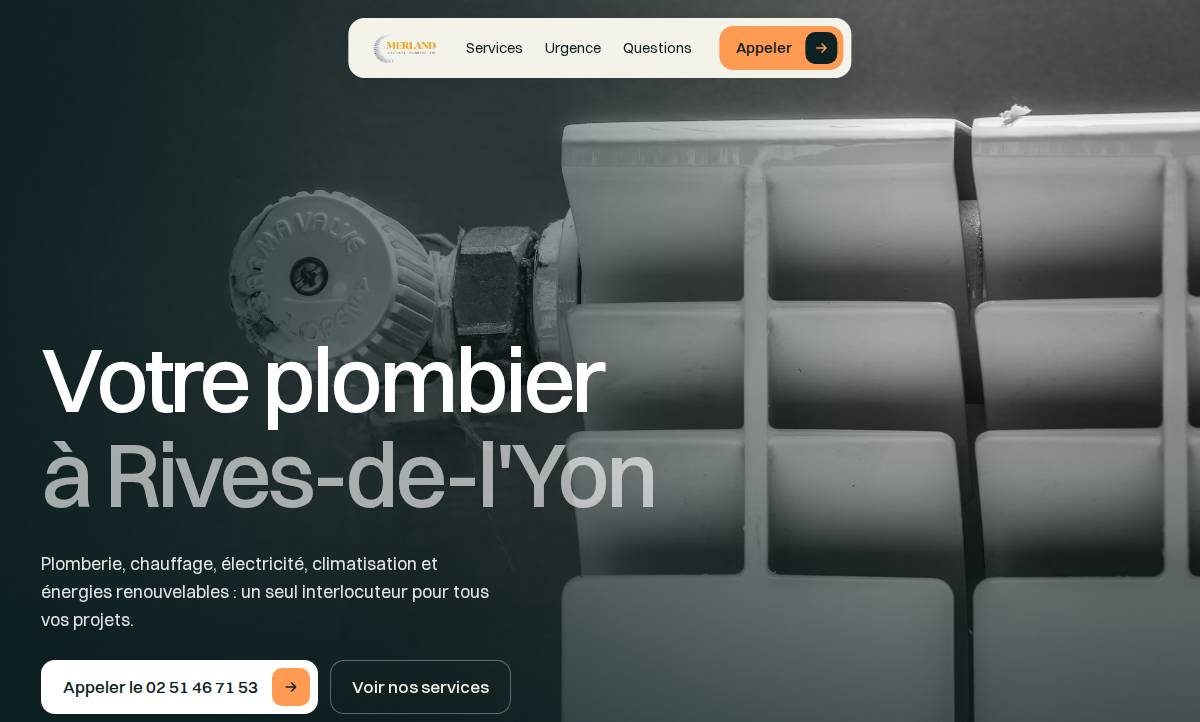 MERLAND
Services
Urgence
Questions
Appeler
Votre plombier
à Rives-de-l'Yon
Plomberie, chauffage, électricité, climatisation et
énergies renouvelables : un seul interlocuteur pour tous
vos projets.
Appeler le 02 51 46 71 53
Voir nos services